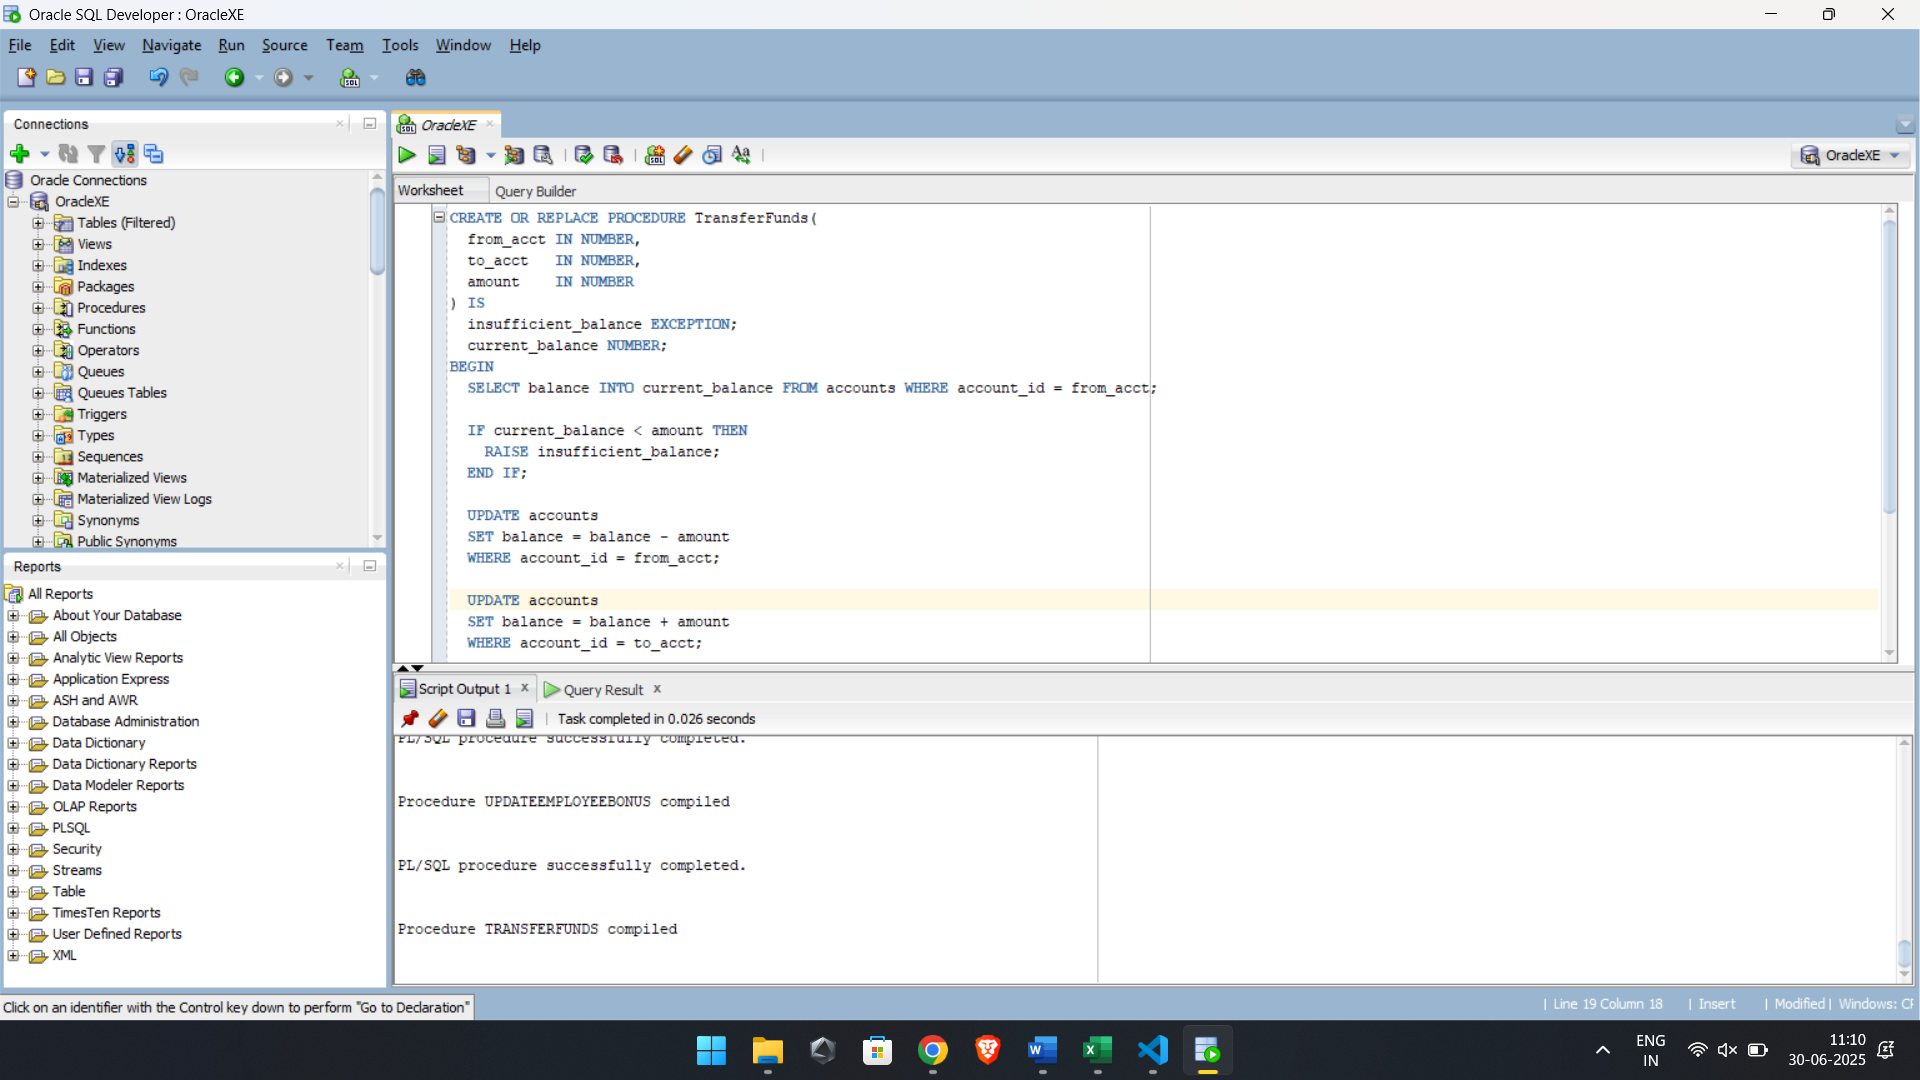 Oracle SQL Developer : OracleXE
File Edit View Navigate Run Source Team Tools Window Help
Connections
Oracle Connections
OracleXE
Tables (Filtered)
Views
Indexes
Packages
Procedures
Functions
Operators
Queues
Queues Tables
Triggers
Types
Sequences
Materialized Views
Materialized View Logs
Synonyms
Public Synonyms
Reports
All Reports
About Your Database
All Objects
Analytic View Reports
Application Express
ASH and AWR
Database Administration
Data Dictionary
Data Dictionary Reports
Data Modeler Reports
OLAP Reports
PLSQL
Security
Streams
Table
TimesTen Reports
User Defined Reports
XML
OracleXE
OracleXE
Worksheet Query Builder
CREATE OR REPLACE PROCEDURE TransferFunds(
from_acct IN NUMBER,
to_acct IN NUMBER,
amount IN NUMBER
) IS
insufficient_balance EXCEPTION;
current_balance NUMBER;
BEGIN
SELECT balance INTO current_balance FROM accounts WHERE account_id = from_acct;
IF current_balance < amount THEN
RAISE insufficient_balance;
END IF;
UPDATE accounts
SET balance = balance - amount
WHERE account_id = from_acct;
UPDATE accounts
SET balance = balance + amount
WHERE account_id = to_acct;
Script Output 1 Query Result
Task completed in 0.026 seconds
PL/SQL procedure successfully completed.
Procedure UPDATEEMPLOYEEBONUS compiled
PL/SQL procedure successfully completed.
Procedure TRANSFERFUNDS compiled
Click on an identifier with the Control key down to perform "Go to Declaration"
| Line 19 Column 18 | Insert | Modified | Windows: CF
ENG
IN
11:10
30-06-2025